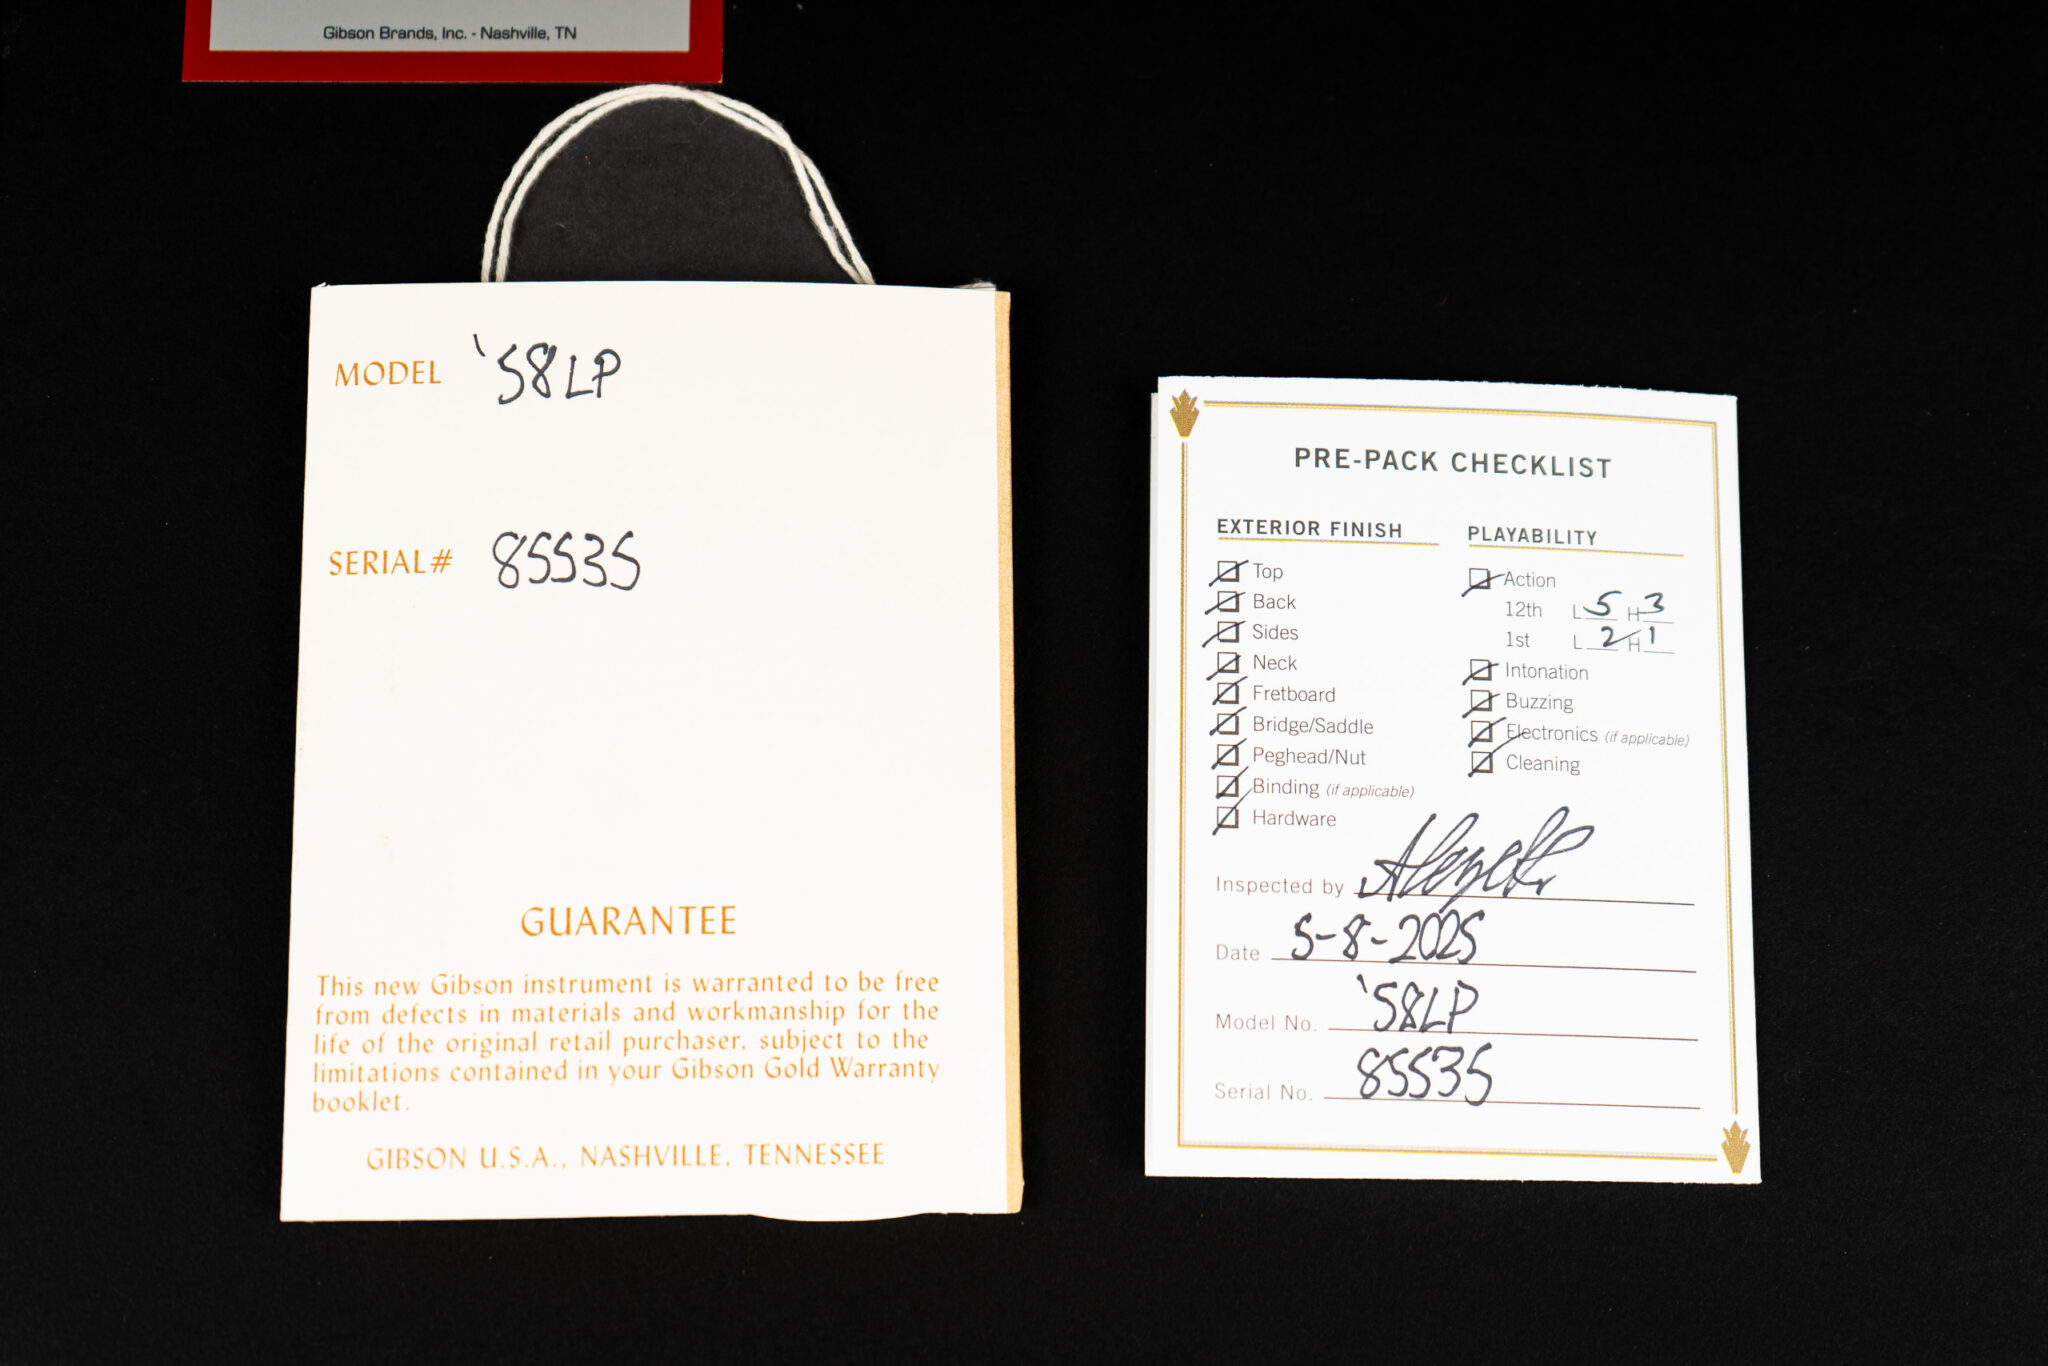 Gibson Brands, Inc. - Nashville, TN
MODEL '58LP
SERIAL# 85535
GUARANTEE
This new Gibson instrument is warranted to be free
from defects in materials and workmanship for the
life of the original retail purchaser, subject to the
limitations contained in your Gibson Gold Warranty
booklet.
GIBSON U.S.A., NASHVILLE, TENNESSEE
PRE-PACK CHECKLIST
EXTERIOR FINISH
Top
Back
Sides
Neck
Fretboard
Bridge/Saddle
Peghead/Nut
Binding (if applicable)
Hardware
PLAYABILITY
Action
12th L 5 H 3
1st L 2 H 1
Intonation
Buzzing
Electronics (if applicable)
Cleaning
Inspected by
Date 5-8-2025
Model No. '58LP
Serial No. 85535